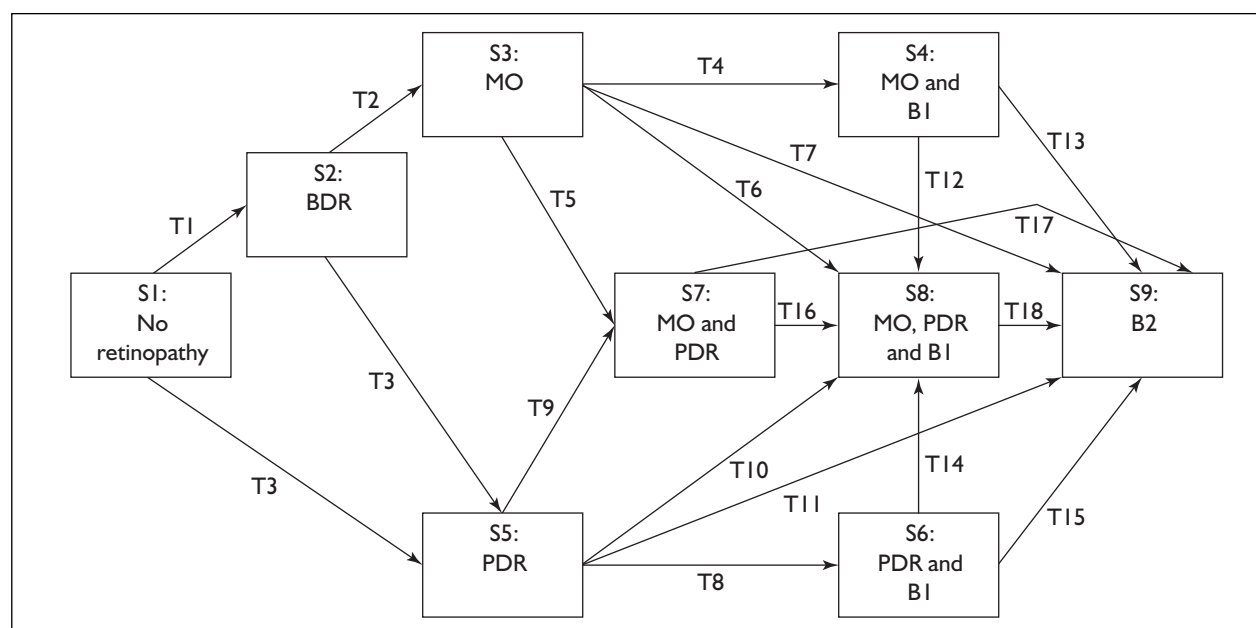 S3:
MO
S4:
MO and
B1
T4
T2
T13
T7
S2:
BDR
T12
T6
T5
T1
T17
S1:
No
retinopathy
S7:
MO and
PDR
T16
S8:
MO, PDR
and B1
T18
S9:
B2
T3
T9
T10
T14
T3
T11
T15
S5:
PDR
S6:
PDR and
B1
T8